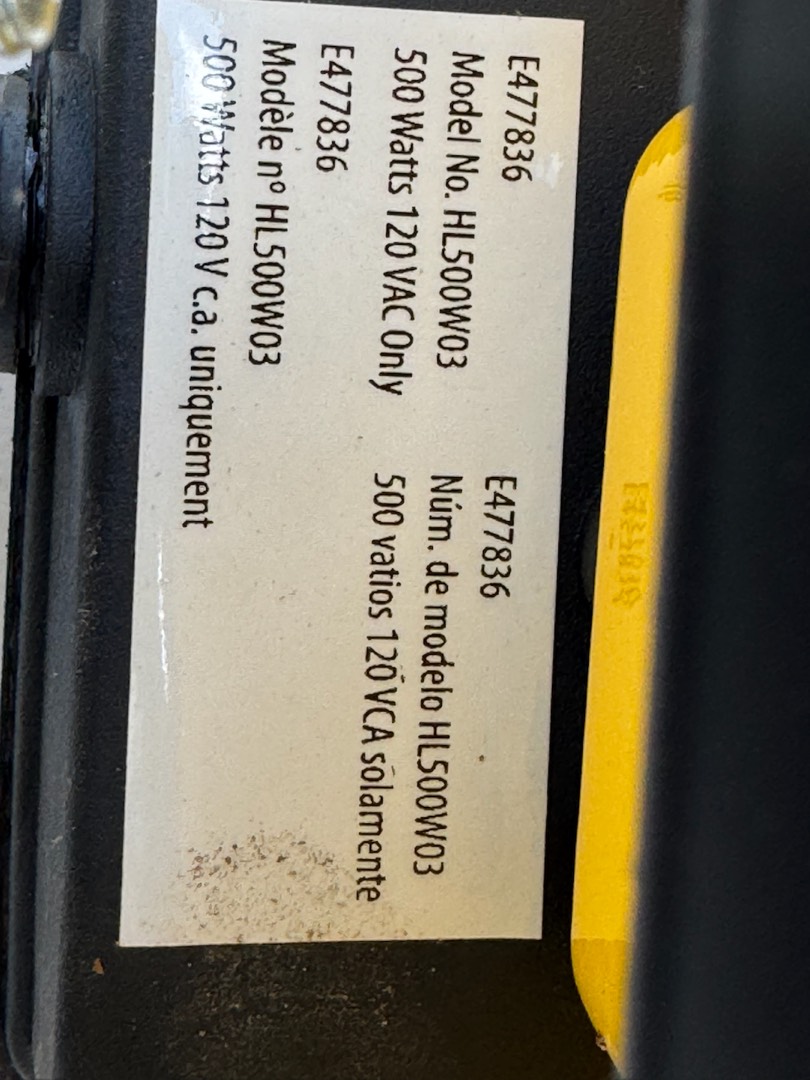 E477836
Model No. HL500W03
500 Watts 120 VAC Only
E477836
Modèle nº HL500W03
500 Watts 120 V c.a. uniquement
E477836
Núm. de modelo HL500W03
500 vatios 120 VCA solamente